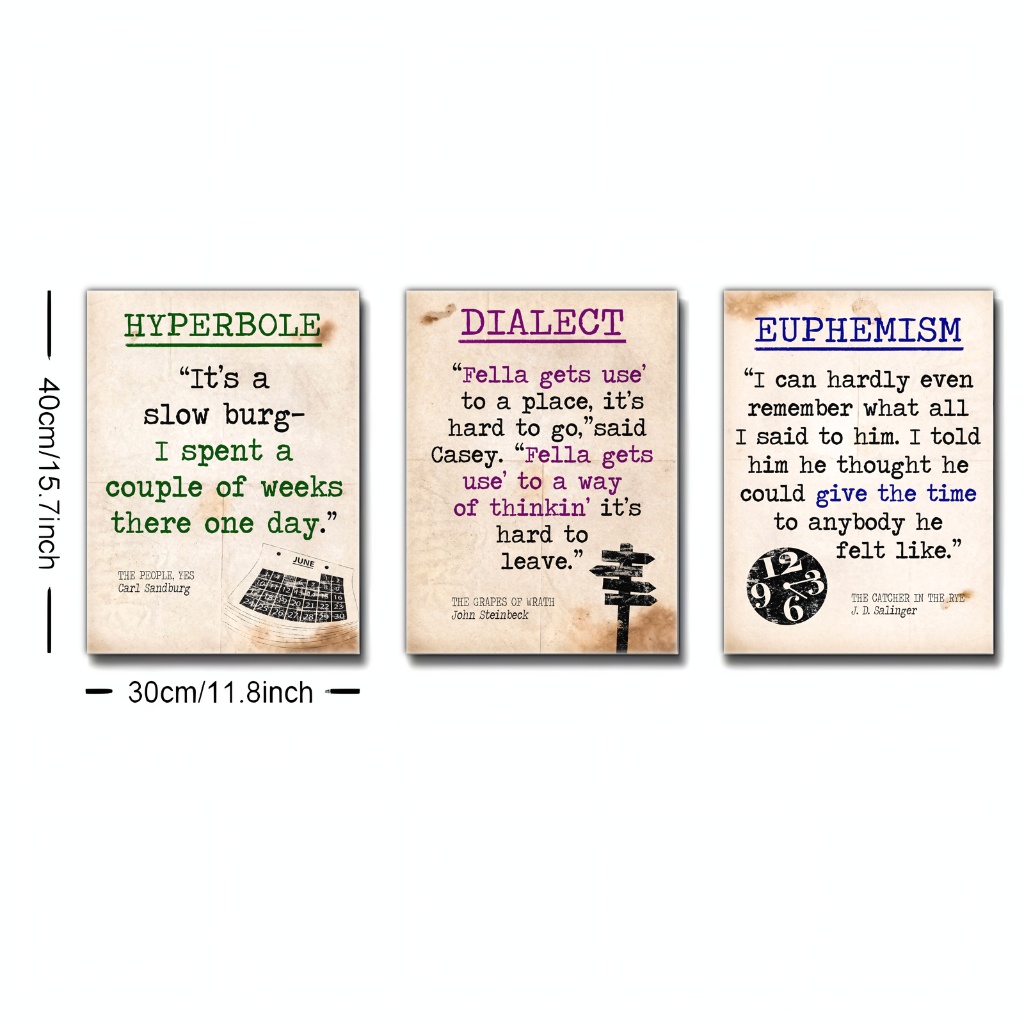 HYPERBOLE
“It’s a
slow burg-
I spent a
couple of weeks
there one day.”
JUNE
THE PEOPLE, YES
Carl Sandburg
DIALECT
“Fella gets use’
to a place, it’s
hard to go,”said
Casey. “Fella gets
use’ to a way
of thinkin’ it’s
hard to
leave.”
THE GRAPES OF WRATH
John Steinbeck
EUPHEMISM
“I can hardly even
remember what all
I said to him. I told
him he thought he
could give the time
to anybody he
felt like.”
12
3
9
6
THE CATCHER IN THE RYE
J. D. Salinger
40cm/15.7inch
30cm/11.8inch